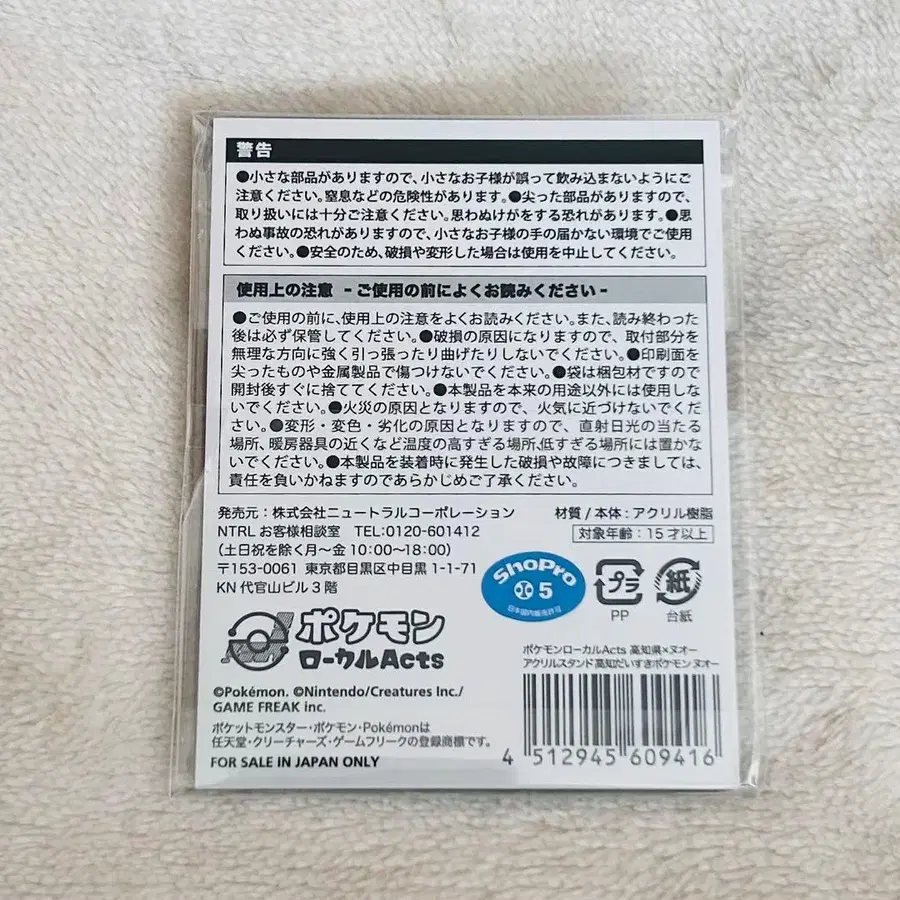 警告
●小さな部品がありますので、小さなお子様が誤って飲み込まないようにご
注意ください。窒息などの危険性があります。●尖った部品がありますので、
取り扱いには十分ご注意ください。思わぬけがをする恐れがあります。●思
わぬ事故の恐れがありますので、小さなお子様の手の届かない環境でご使用
ください。●安全のため、破損や変形した場合は使用を中止してください。
使用上の注意 -ご使用の前によくお読みください-
●ご使用の前に、使用上の注意をよくお読みください。また、読み終わった
後は必ず保管してください。●破損の原因になりますので、取付部分を
無理な方向に強く引っ張ったり曲げたりしないでください。●印刷面を
尖ったものや金属製品で傷つけないでください。●袋は梱包材ですので
開封後すぐに捨ててください。●本製品を本来の用途以外には使用しな
いでください。●火災の原因となりますので、火気に近づけないでくださ
い。●変形・変色・劣化の原因となりますので、直射日光の当たる
場所、暖房器具の近くなど温度の高すぎる場所、低すぎる場所には置かな
いでください。●本製品を装着時に発生した破損や故障につきましては、
責任を負いかねますのであらかじめご了承ください。
発売元：株式会社ニュートラルコーポレーション
NTRL お客様相談室 TEL:0120-601412
(土日祝を除く月〜金 10:00〜18:00)
〒153-0061 東京都目黒区中目黒 1-1-71
KN 代官山ビル 3 階
材質/本体：アクリル樹脂
対象年齢：15才以上
ShoPro
5
日本国内販売許可
プラ
PP
紙
台紙
ポケモン
ローカルActs
ポケモンローカルActs 高知県×ヌオー
アクリルスタンド 高知だいすきポケモン ヌオー
©Pokémon. ©Nintendo/Creatures Inc./
GAME FREAK inc.
ポケットモンスター・ポケモン・Pokémonは
任天堂・クリーチャーズ・ゲームフリークの登録商標です。
FOR SALE IN JAPAN ONLY
4 512945 609416